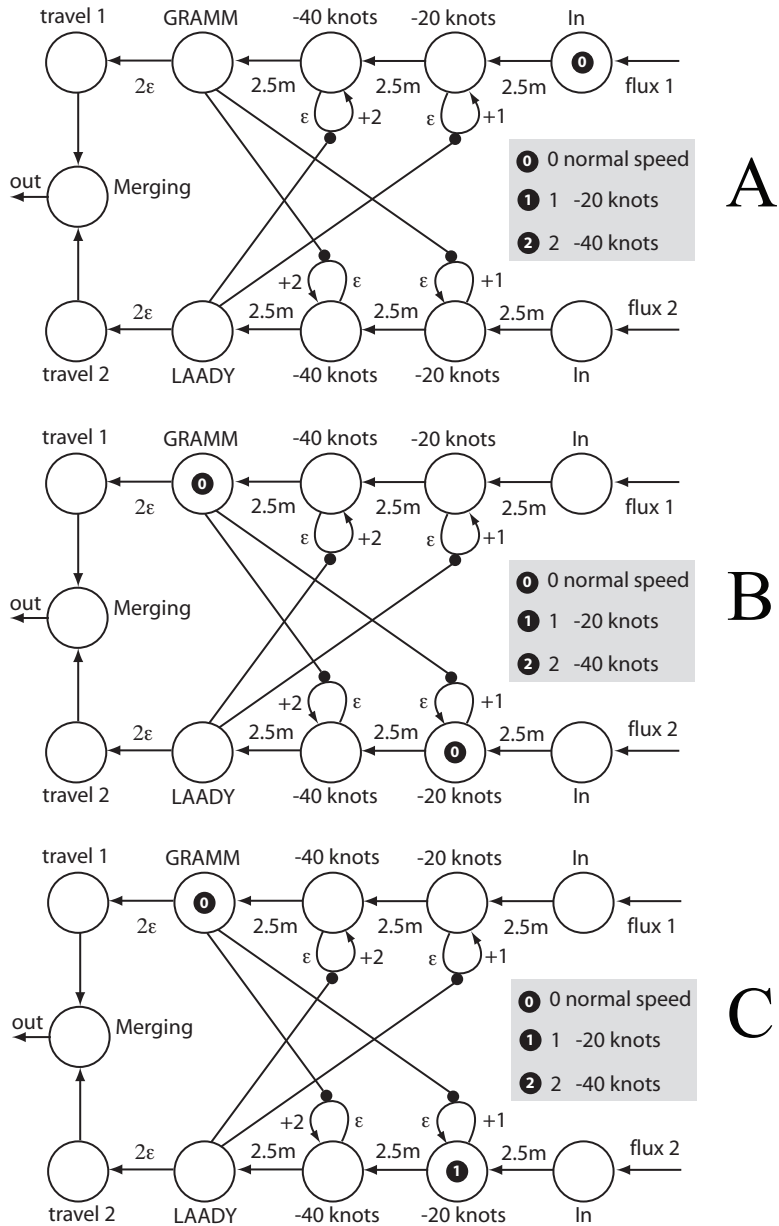 travel 1 GRAMM -40 knots -20 knots In
0
2ε 2.5m 2.5m 2.5m flux 1
ε +2 ε +1
A
0 0 normal speed
1 1 -20 knots
2 2 -40 knots
out Merging
+2 ε ε +1
2ε 2.5m 2.5m 2.5m flux 2
travel 2 LAADY -40 knots -20 knots In
travel 1 GRAMM -40 knots -20 knots In
0
2ε 2.5m 2.5m 2.5m flux 1
ε +2 ε +1
B
0 0 normal speed
1 1 -20 knots
2 2 -40 knots
out Merging
+2 ε ε +1
2ε 2.5m 2.5m 2.5m flux 2
0
travel 2 LAADY -40 knots -20 knots In
travel 1 GRAMM -40 knots -20 knots In
0
2ε 2.5m 2.5m 2.5m flux 1
ε +2 ε +1
C
0 0 normal speed
1 1 -20 knots
2 2 -40 knots
out Merging
+2 ε ε +1
2ε 2.5m 2.5m 2.5m flux 2
1
travel 2 LAADY -40 knots -20 knots In